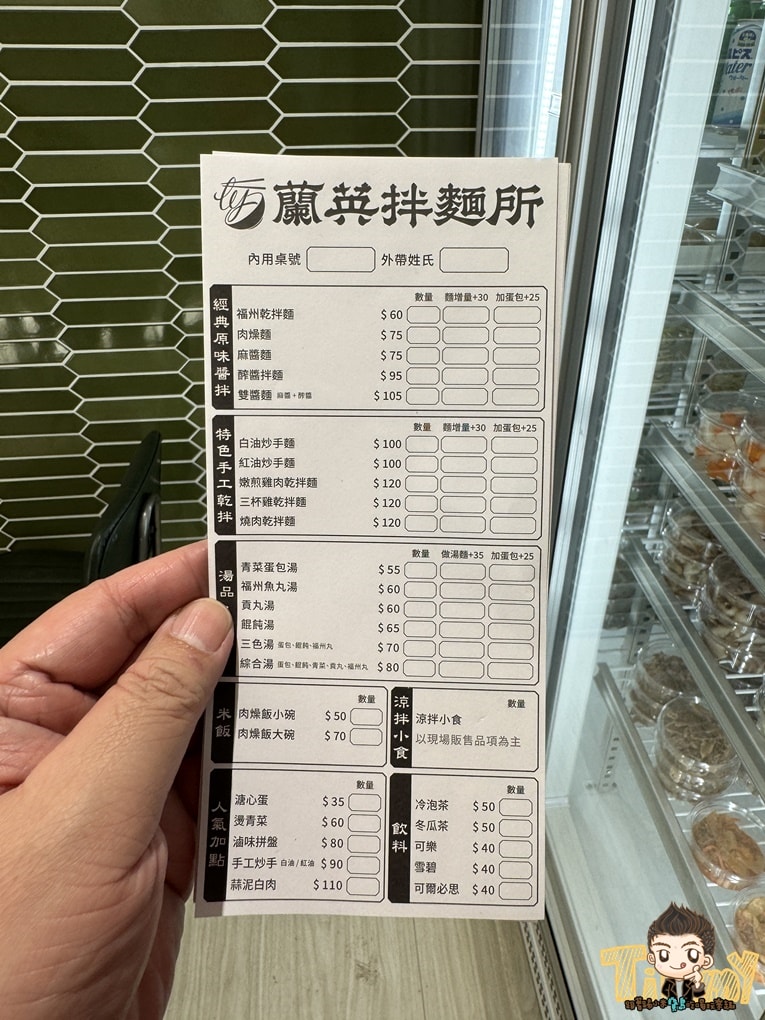 蘭英拌麵所
內用桌號 外帶姓氏
經典原味醬拌
數量 麵增量+30 加蛋包+25
福州乾拌麵 $60
肉燥麵 $75
麻醬麵 $75
醡醬拌麵 $95
雙醬麵 麻醬+醡醬 $105
特色手工乾拌
數量 麵增量+30 加蛋包+25
白油炒手麵 $100
紅油炒手麵 $100
嫩煎雞肉乾拌麵 $120
三杯雞乾拌麵 $120
燒肉乾拌麵 $120
湯品
數量 做湯麵+35 加蛋包+25
青菜蛋包湯 $55
福州魚丸湯 $60
貢丸湯 $60
餛飩湯 $65
三色湯 蛋包、餛飩、福州丸 $70
綜合湯 蛋包、餛飩、青菜、貢丸、福州丸 $80
米飯
數量
肉燥飯小碗 $50
肉燥飯大碗 $70
涼拌小食
數量
涼拌小食
以現場販售品項為主
人氣加點
數量
溏心蛋 $35
燙青菜 $60
滷味拼盤 $80
手工炒手 白油/紅油 $90
蒜泥白肉 $110
飲料
數量
冷泡茶 $50
冬瓜茶 $50
可樂 $40
雪碧 $40
可爾必思 $40